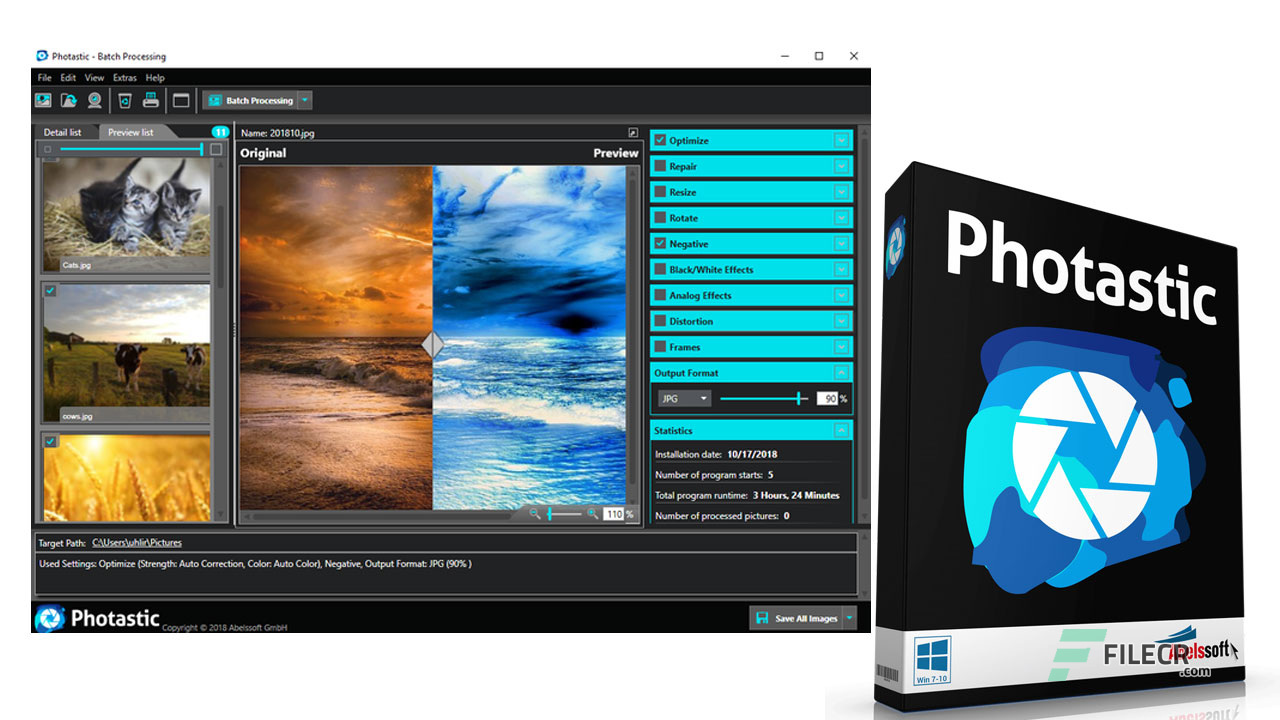 Photastic - Batch Processing
File Edit View Extras Help
Batch Processing
Detail list Preview list 11
Name: 201810.jpg
Original Preview
Cats.jpg
cows.jpg
110 %
Optimize
Repair
Resize
Rotate
Negative
Black/White Effects
Analog Effects
Distortion
Frames
Output Format
JPG 90 %
Statistics
Installation date: 10/17/2018
Number of program starts: 5
Total program runtime: 3 Hours, 24 Minutes
Number of processed pictures: 0
Target Path: C:\Users\uhlir\Pictures
Used Settings: Optimize (Strength: Auto Correction, Color: Auto Color), Negative, Output Format: JPG (90% )
Photastic Copyright © 2018 Abelssoft GmbH
Save All Images
Photastic
Win 7-10
Abelssoft
FILECR
.com